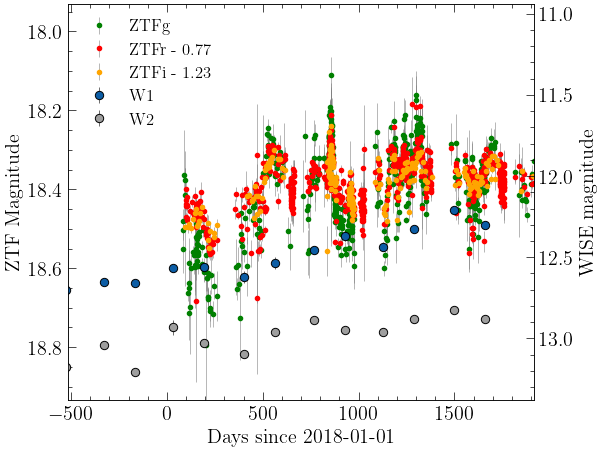 ZTFg
ZTFr - 0.77
ZTFi - 1.23
W1
W2
18.0
18.2
18.4
18.6
18.8
ZTF Magnitude
11.0
11.5
12.0
12.5
13.0
WISE magnitude
−500
0
500
1000
1500
Days since 2018-01-01